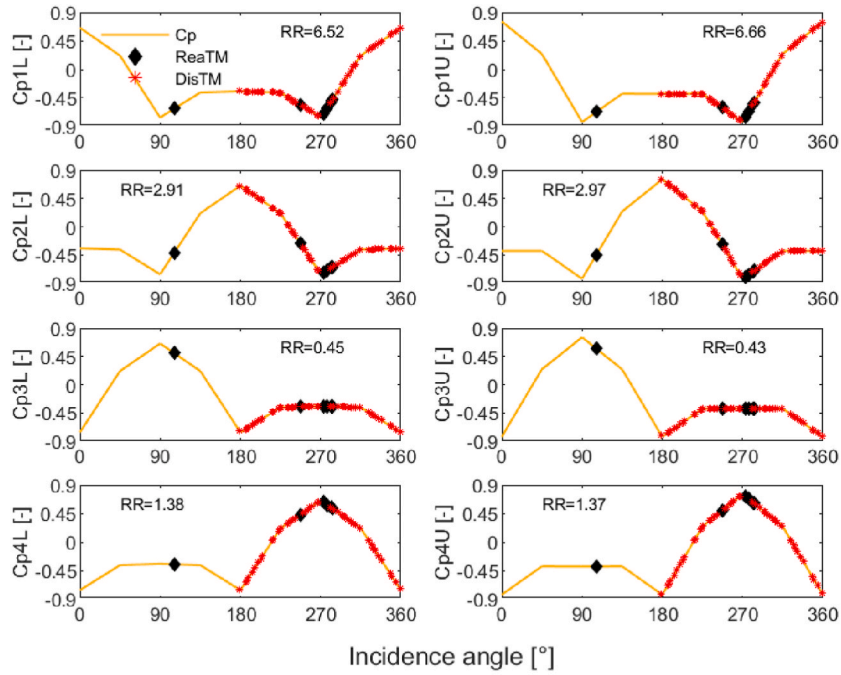 Cp
ReaTM
DisTM
RR=6.52
Cp1L [-]
0.9
0.45
0
-0.45
-0.9
0 90 180 270 360
RR=6.66
Cp1U [-]
0.9
0.45
0
-0.45
-0.9
0 90 180 270 360
RR=2.91
Cp2L [-]
0.9
0.45
0
-0.45
-0.9
0 90 180 270 360
RR=2.97
Cp2U [-]
0.9
0.45
0
-0.45
-0.9
0 90 180 270 360
RR=0.45
Cp3L [-]
0.9
0.45
0
-0.45
-0.9
0 90 180 270 360
RR=0.43
Cp3U [-]
0.9
0.45
0
-0.45
-0.9
0 90 180 270 360
RR=1.38
Cp4L [-]
0.9
0.45
0
-0.45
-0.9
0 90 180 270 360
RR=1.37
Cp4U [-]
0.9
0.45
0
-0.45
-0.9
0 90 180 270 360
Incidence angle [°]